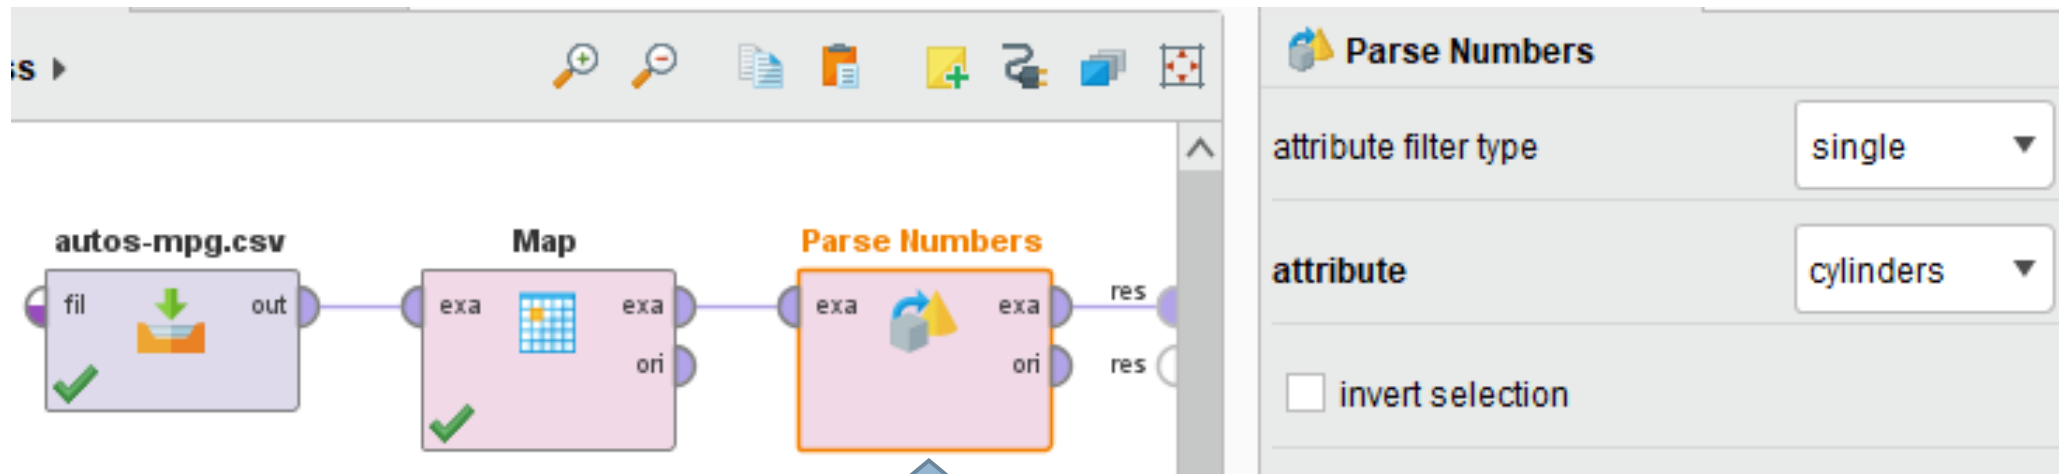 ss
Parse Numbers
attribute filter type
single
autos-mpg.csv
Map
Parse Numbers
attribute
cylinders
fil
out
exa
exa
exa
exa
res
ori
ori
res
invert selection